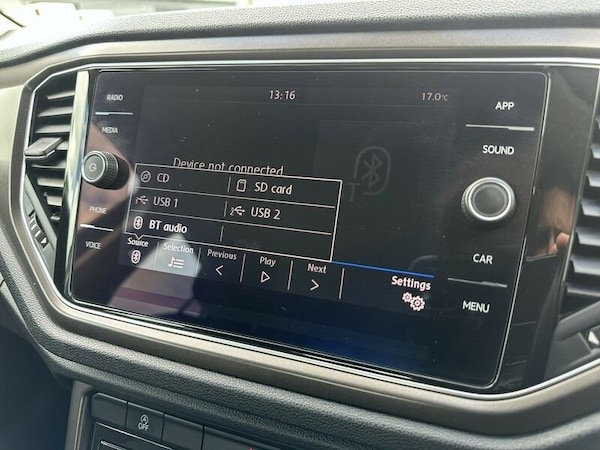 RADIO
13:16
17.0°C
APP
MEDIA
SOUND
Device not connected
CD
SD card
USB 1
USB 2
BT audio
PHONE
VOICE
Source
Selection
Previous
Play
Next
Settings
CAR
MENU
A
OFF